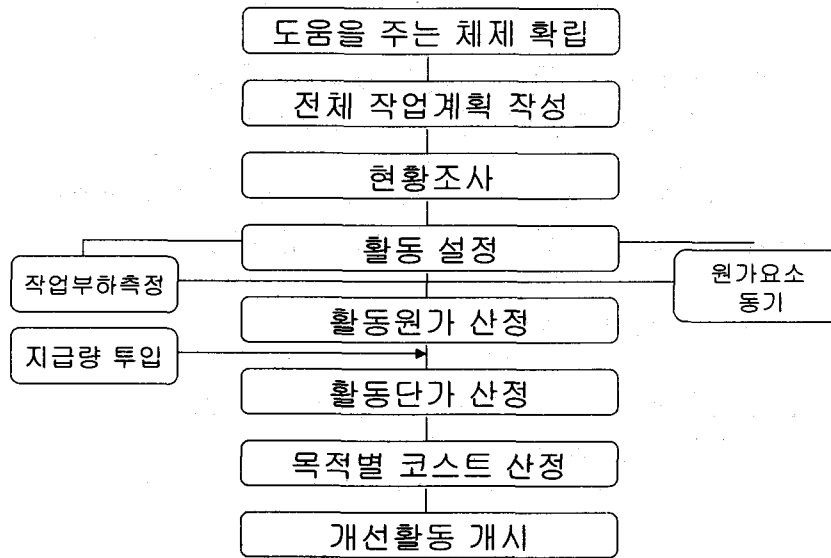 도움을 주는 체제 확립
전체 작업계획 작성
현황조사
활동 설정
작업부하측정
원가요소
동기
활동원가 산정
지급량 투입
활동단가 산정
목적별 코스트 산정
개선활동 개시